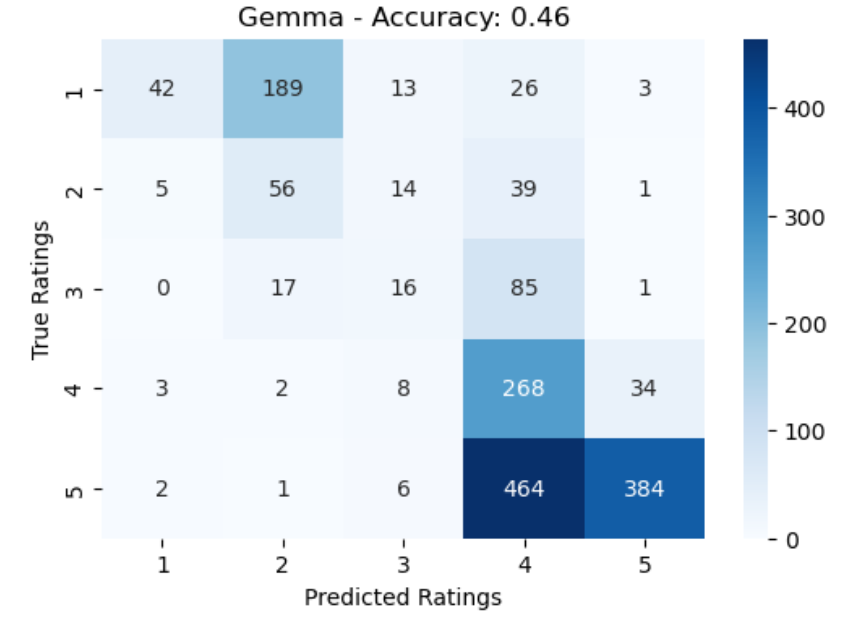 Gemma - Accuracy: 0.46
1 42 189 13 26 3
2 5 56 14 39 1
3 0 17 16 85 1
4 3 2 8 268 34
5 2 1 6 464 384
1 2 3 4 5
Predicted Ratings
True Ratings
400
300
200
100
0